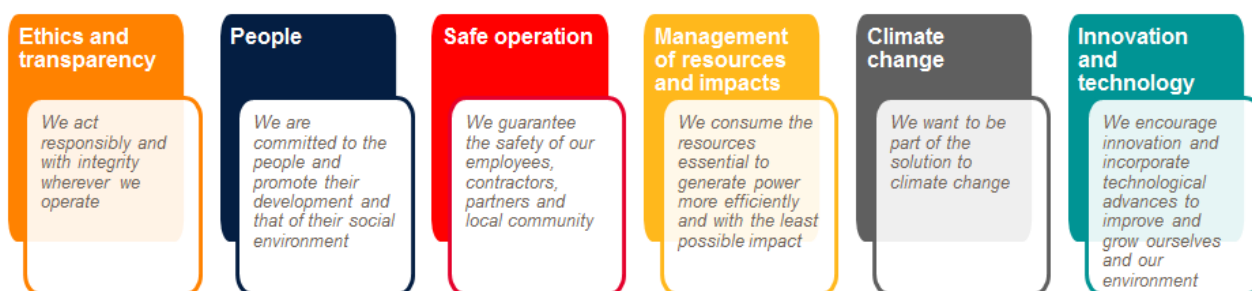 Ethics and
transparency
We act
responsibly and
with integrity
wherever we
operate
People
We are
committed to the
people and
promote their
development and
that of their social
environment
Safe operation
We guarantee
the safety of our
employees,
contractors,
partners and
local community
Management
of resources
and impacts
We consume the
resources
essential to
generate power
more efficiently
and with the least
possible impact
Climate
change
We want to be
part of the
solution to
climate change
Innovation
and
technology
We encourage
innovation and
incorporate
technological
advances to
improve and
grow ourselves
and our
environment